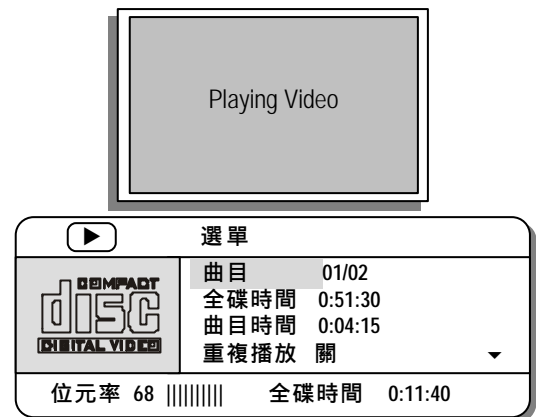 Playing Video
選單
COMPACT
disc
DIGITAL VIDEO
曲目 01/02
全碟時間 0:51:30
曲目時間 0:04:15
重複播放 關
位元率 68 |||||||||| 全碟時間 0:11:40